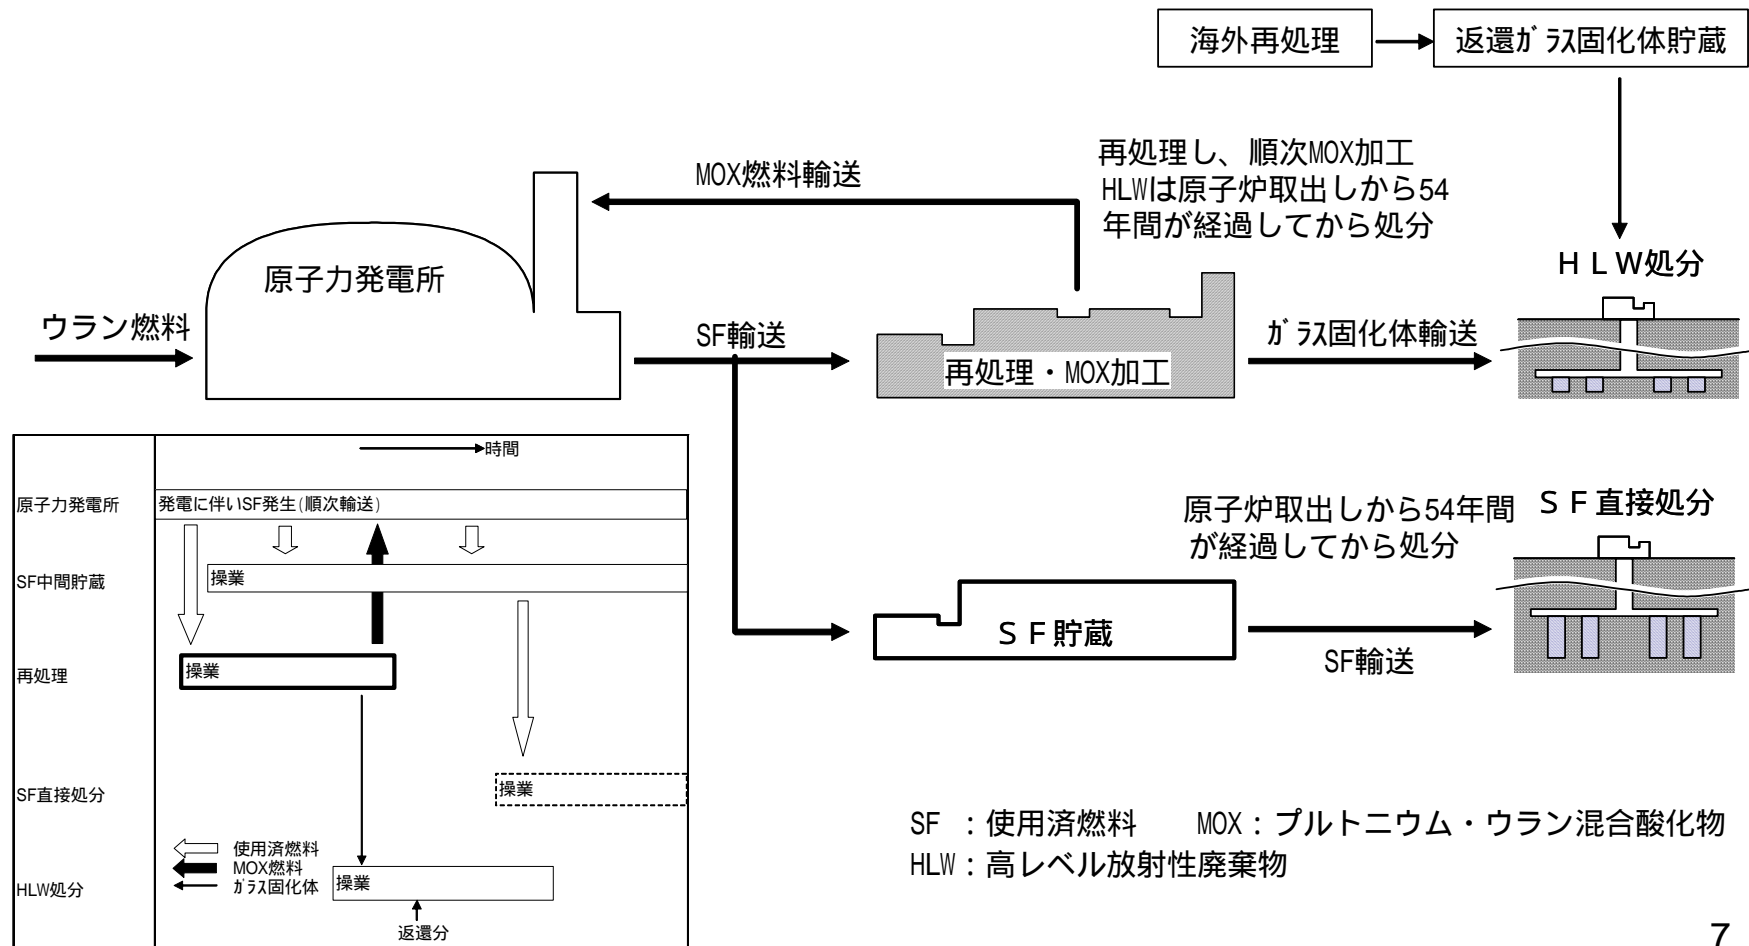 海外再処理
返還ガラス固化体貯蔵
再処理し、順次MOX加工
HLWは原子炉取出しから54
年間が経過してから処分
MOX燃料輸送
原子力発電所
ＨＬＷ処分
ウラン燃料
SF輸送
ガラス固化体輸送
再処理・MOX加工
原子炉取出しから54年間
が経過してから処分
ＳＦ直接処分
ＳＦ貯蔵
SF輸送
時間
原子力発電所
発電に伴いSF発生(順次輸送)
SF中間貯蔵
操業
再処理
操業
SF直接処分
操業
使用済燃料
MOX燃料
ガラス固化体
HLW処分
操業
返還分
SF ：使用済燃料 MOX：プルトニウム・ウラン混合酸化物
HLW：高レベル放射性廃棄物
7